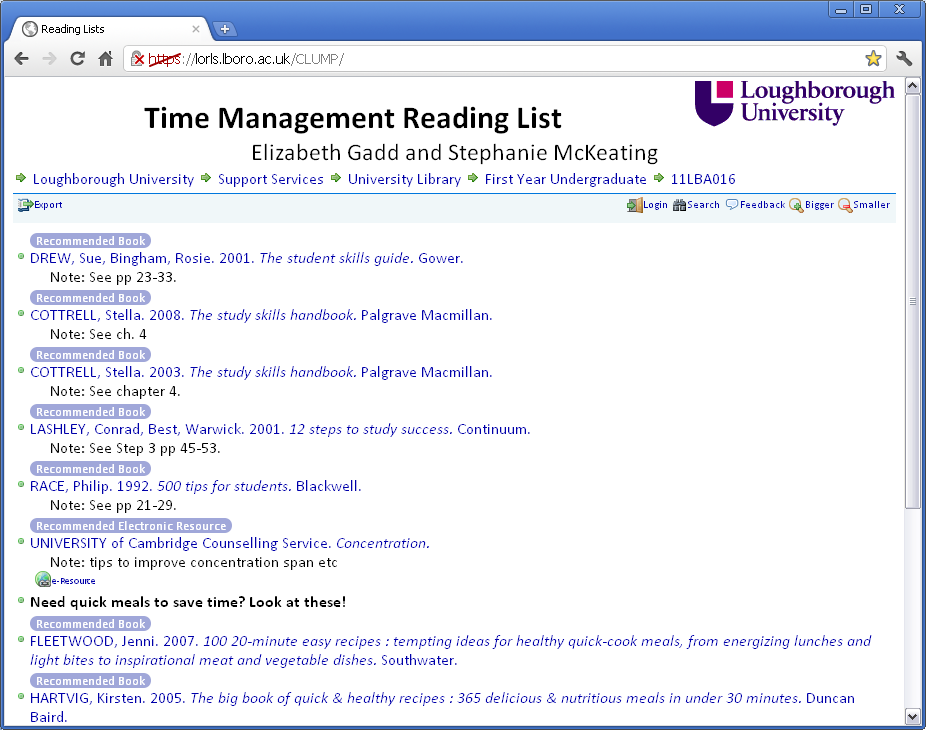 Reading Lists
https://lorls.lboro.ac.uk/CLUMP/
Loughborough
University
Time Management Reading List
Elizabeth Gadd and Stephanie McKeating
Loughborough University Support Services University Library First Year Undergraduate 11LBA016
Export Login Search Feedback Bigger Smaller
Recommended Book
DREW, Sue, Bingham, Rosie. 2001. The student skills guide. Gower.
Note: See pp 23-33.
Recommended Book
COTTRELL, Stella. 2008. The study skills handbook. Palgrave Macmillan.
Note: See ch. 4
Recommended Book
COTTRELL, Stella. 2003. The study skills handbook. Palgrave Macmillan.
Note: See chapter 4.
Recommended Book
LASHLEY, Conrad, Best, Warwick. 2001. 12 steps to study success. Continuum.
Note: See Step 3 pp 45-53.
Recommended Book
RACE, Philip. 1992. 500 tips for students. Blackwell.
Note: See pp 21-29.
Recommended Electronic Resource
UNIVERSITY of Cambridge Counselling Service. Concentration.
Note: tips to improve concentration span etc
e-Resource
Need quick meals to save time? Look at these!
Recommended Book
FLEETWOOD, Jenni. 2007. 100 20-minute easy recipes : tempting ideas for healthy quick-cook meals, from energizing lunches and
light bites to inspirational meat and vegetable dishes. Southwater.
Recommended Book
HARTVIG, Kirsten. 2005. The big book of quick & healthy recipes : 365 delicious & nutritious meals in under 30 minutes. Duncan
Baird.